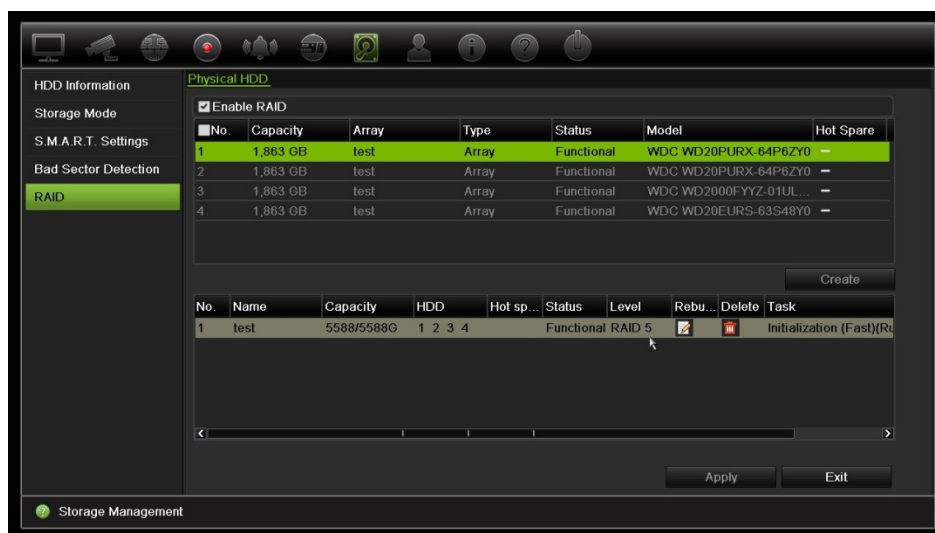 Physical HDD
HDD Information
Storage Mode
S.M.A.R.T. Settings
Bad Sector Detection
RAID
Enable RAID
No. Capacity Array Type Status Model Hot Spare
1 1,863 GB test Array Functional WDC WD20PURX-64P6ZY0 –
2 1,863 GB test Array Functional WDC WD20PURX-64P6ZY0 –
3 1,863 GB test Array Functional WDC WD2000FYYZ-01UL... –
4 1,863 GB test Array Functional WDC WD20EURS-63S48Y0 –
Create
No. Name Capacity HDD Hot sp... Status Level Rebu... Delete Task
1 test 5588/5588G 1 2 3 4 Functional RAID 5 Initialization (Fast)(Ru
Apply Exit
Storage Management